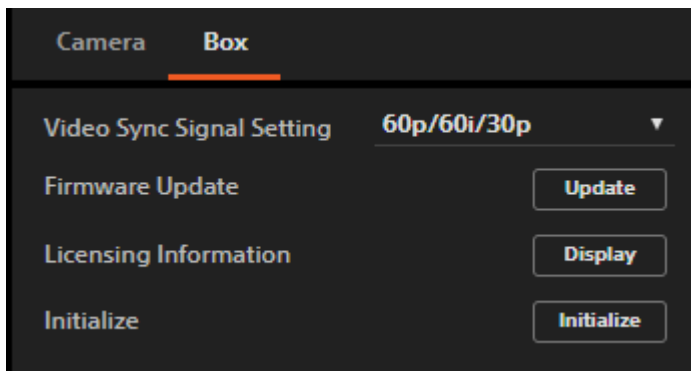 Camera Box
Video Sync Signal Setting 60p/60i/30p ▼
Firmware Update Update
Licensing Information Display
Initialize Initialize